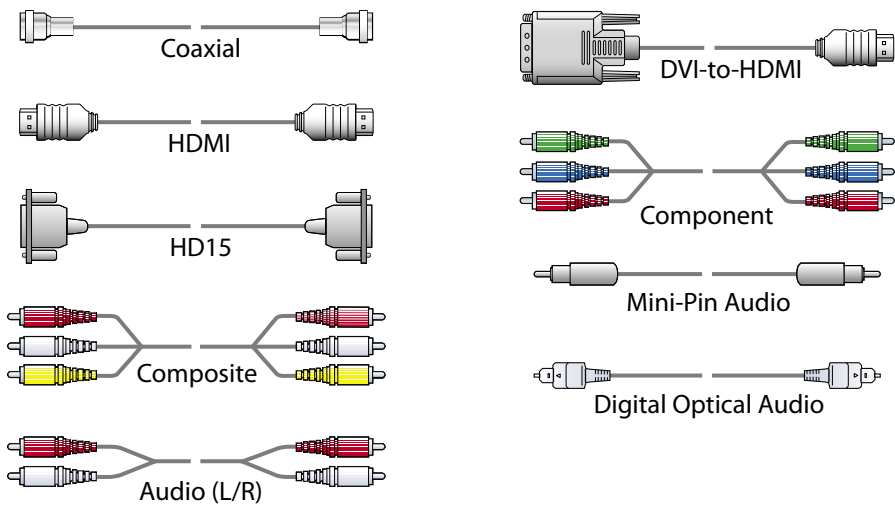 Coaxial
HDMI
HD15
Composite
Audio (L/R)
DVI-to-HDMI
Component
Mini-Pin Audio
Digital Optical Audio